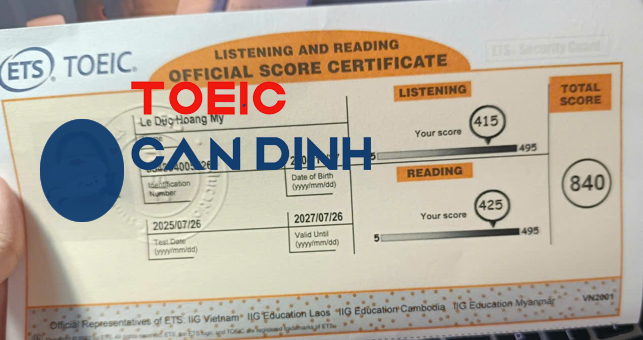 ETS TOEIC
LISTENING AND READING
OFFICIAL SCORE CERTIFICATE
ETS - Security Guard
TOEIC
CAN DINH
Le Duc Hoang My
Identification
Number
Date of Birth
(yyyy/mm/dd)
2025/07/26
Test Date
(yyyy/mm/dd)
2027/07/26
Valid Until
(yyyy/mm/dd)
LISTENING
Your score
415
5
495
READING
Your score
425
5
495
TOTAL
SCORE
840
Official Representatives of ETS: IIG Vietnam * IIG Education Laos * IIG Education Cambodia * IIG Education Myanmar
VN2001